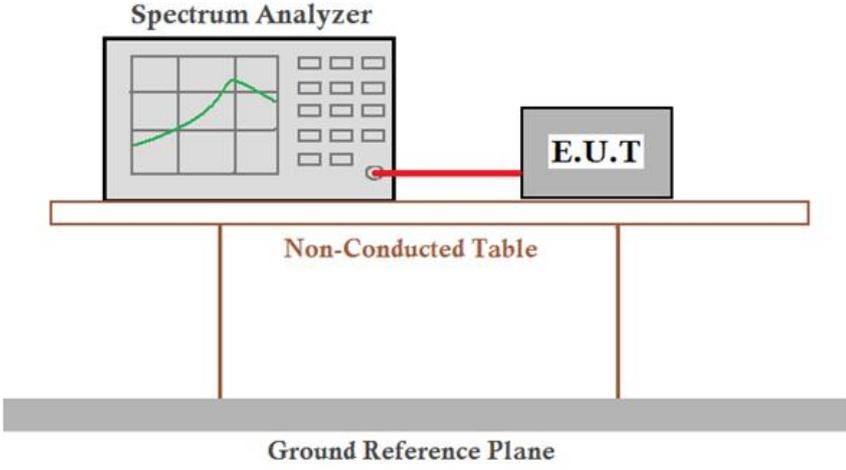 Spectrum Analyzer
E.U.T
Non-Conducted Table
Ground Reference Plane